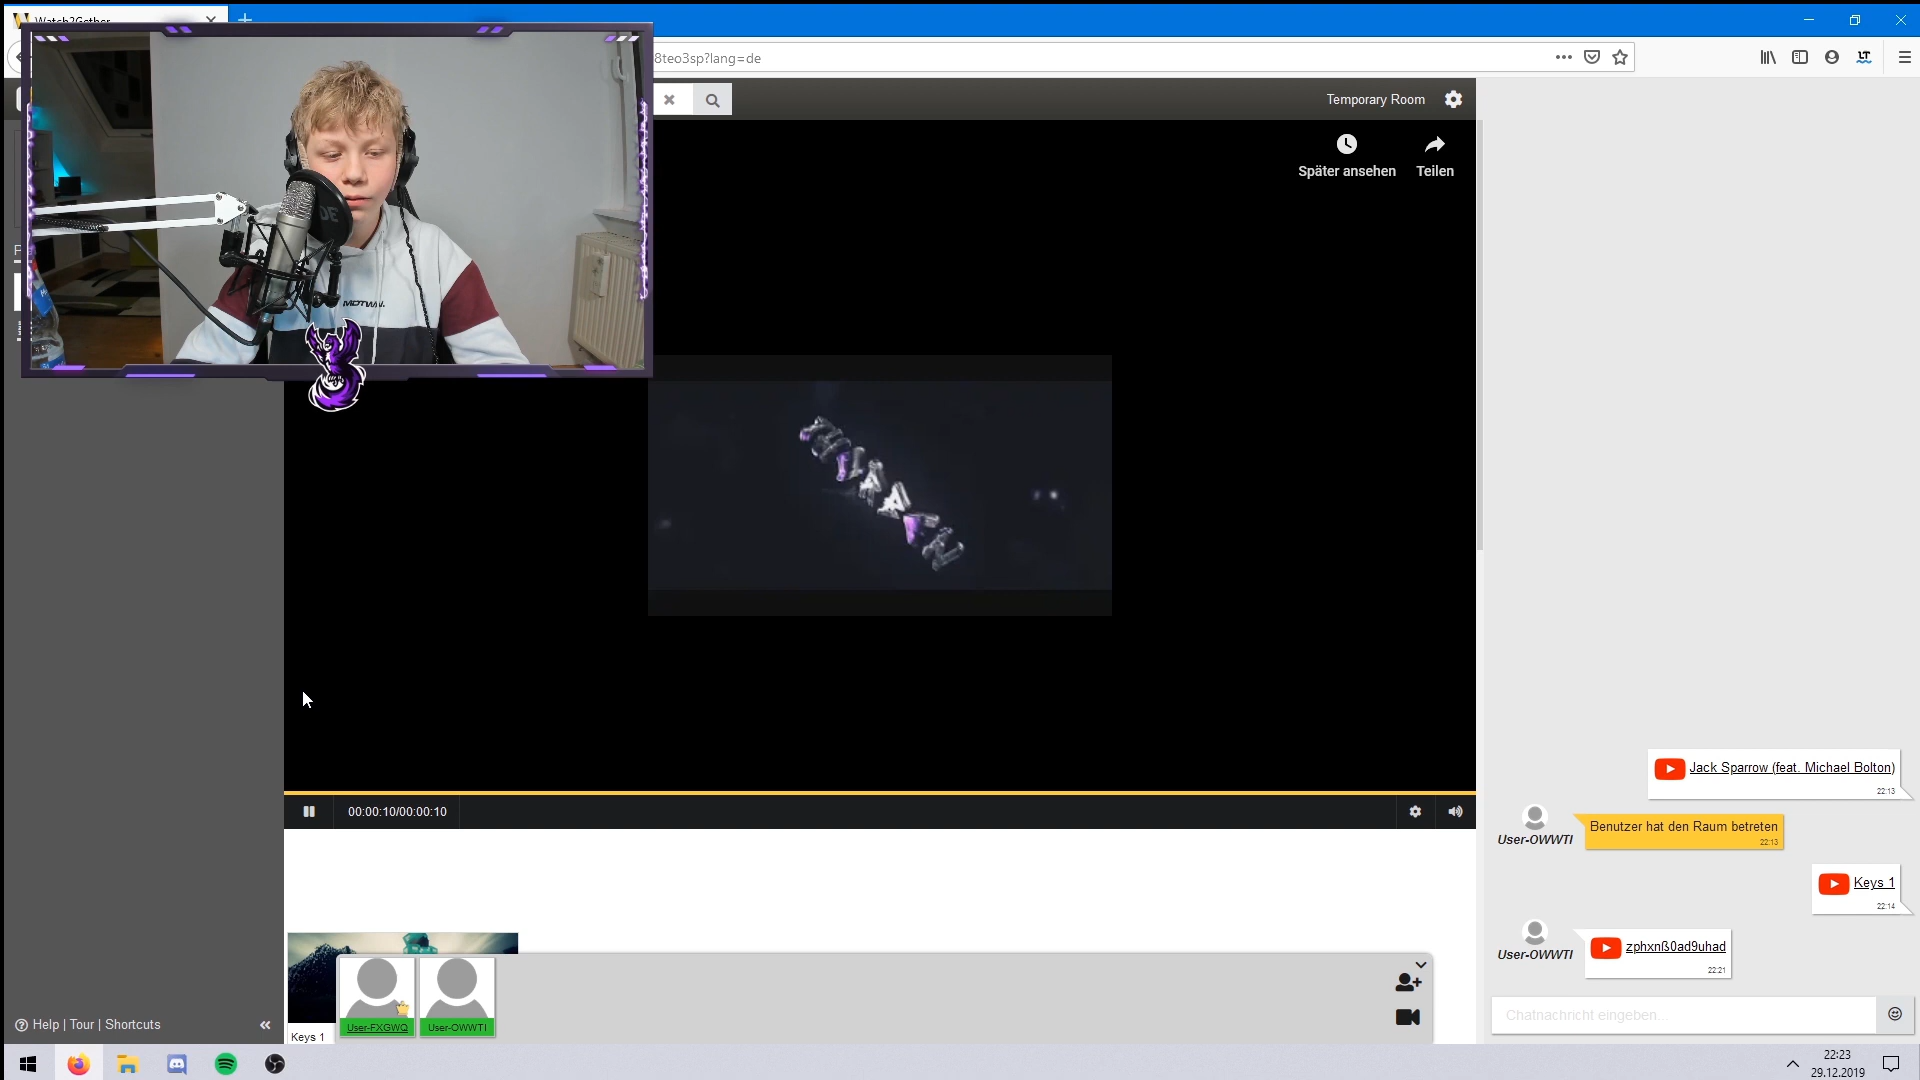 Watch2Gether
8teo3sp?lang=de
Temporary Room
Später ansehen
Teilen
MDTWN.
00:00:10/00:00:10
Jack Sparrow (feat. Michael Bolton)
22:13
User-OWWTI
Benutzer hat den Raum betreten
22:13
Keys 1
22:14
User-OWWTI
zphxnß0ad9uhad
22:21
Chatnachricht eingeben...
Help | Tour | Shortcuts
Keys 1
User-FXGWQ
User-OWWTI
22:23
29.12.2019